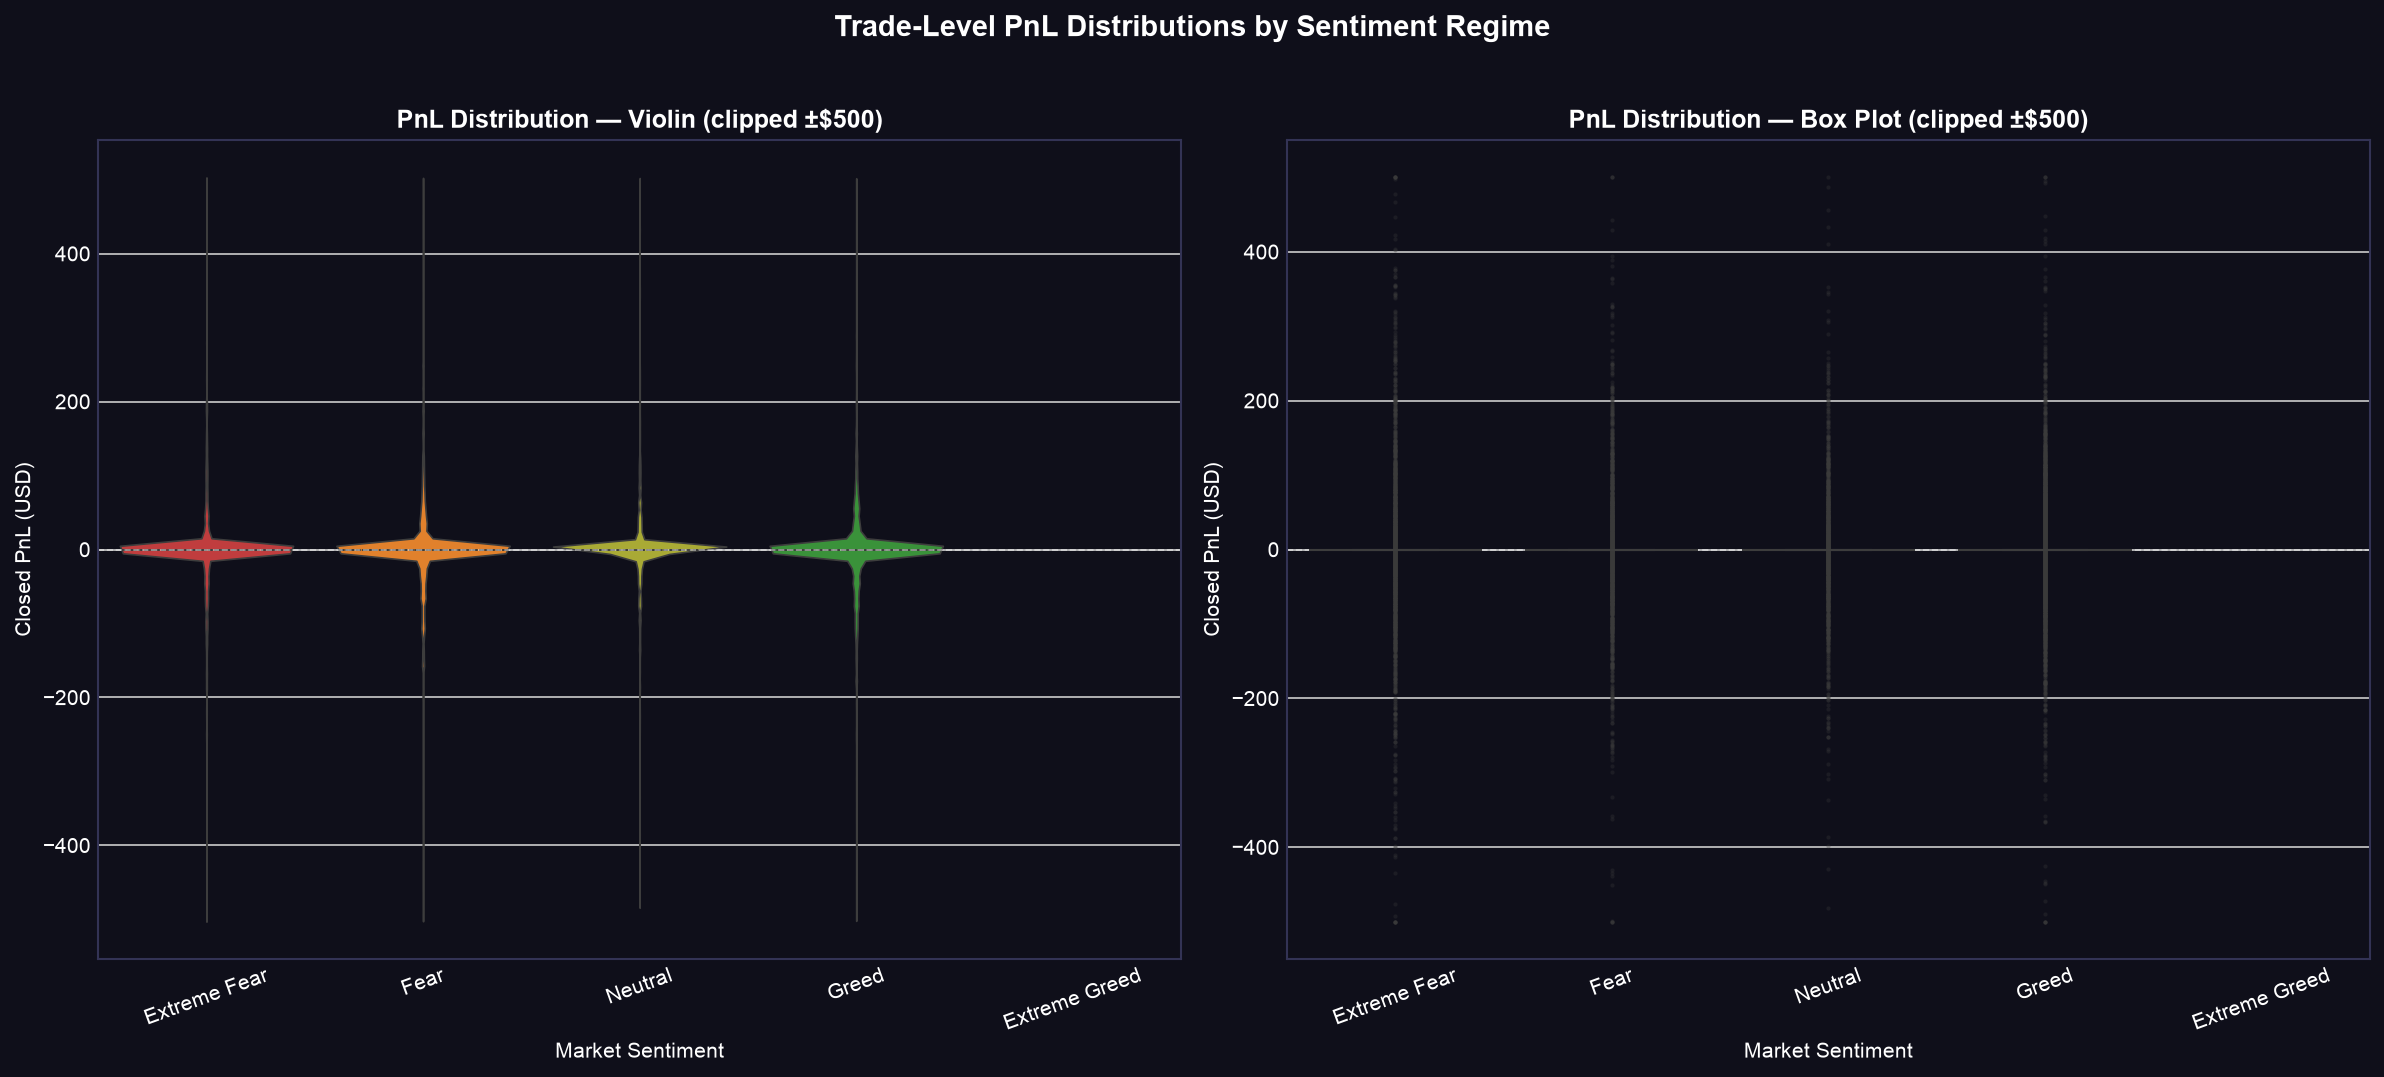 Trade-Level PnL Distributions by Sentiment Regime
PnL Distribution — Violin (clipped ±$500)
Closed PnL (USD)
400
200
0
−200
−400
Extreme Fear
Fear
Neutral
Greed
Extreme Greed
Market Sentiment
PnL Distribution — Box Plot (clipped ±$500)
Closed PnL (USD)
400
200
0
−200
−400
Extreme Fear
Fear
Neutral
Greed
Extreme Greed
Market Sentiment